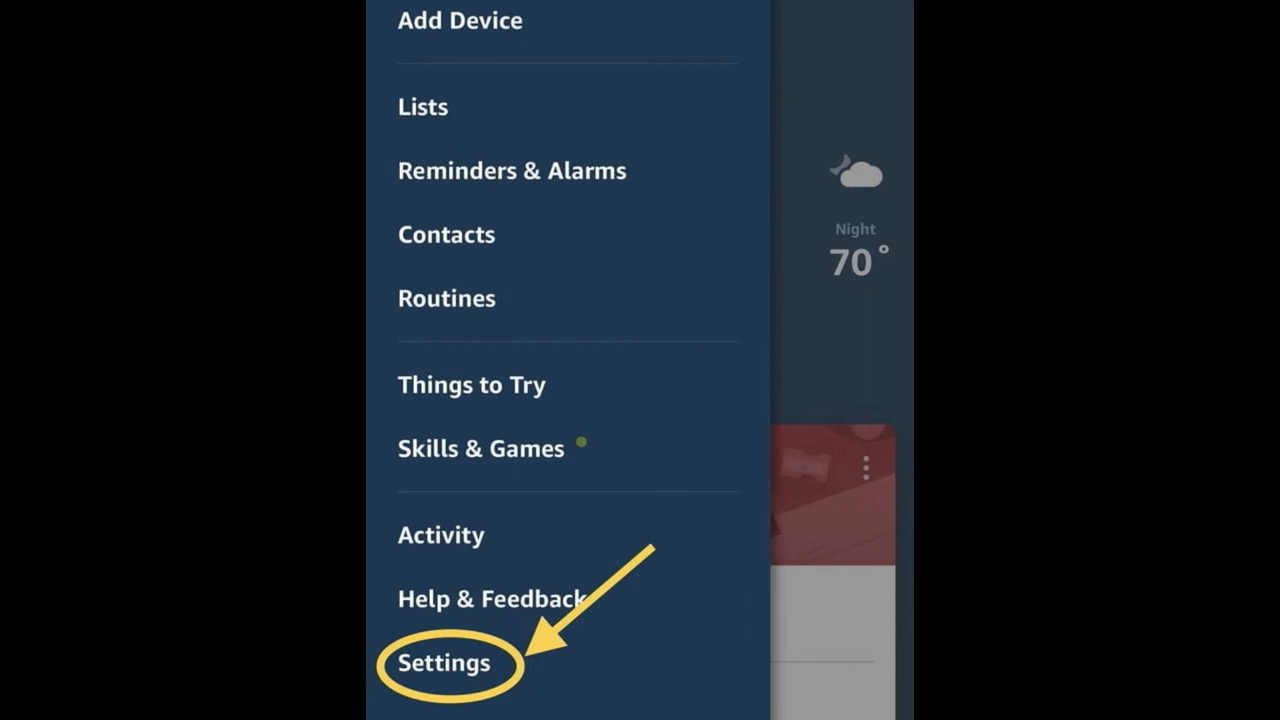 Add Device
Lists
Reminders & Alarms
Contacts
Routines
Things to Try
Skills & Games
Activity
Help & Feedback
Settings
Night
70°